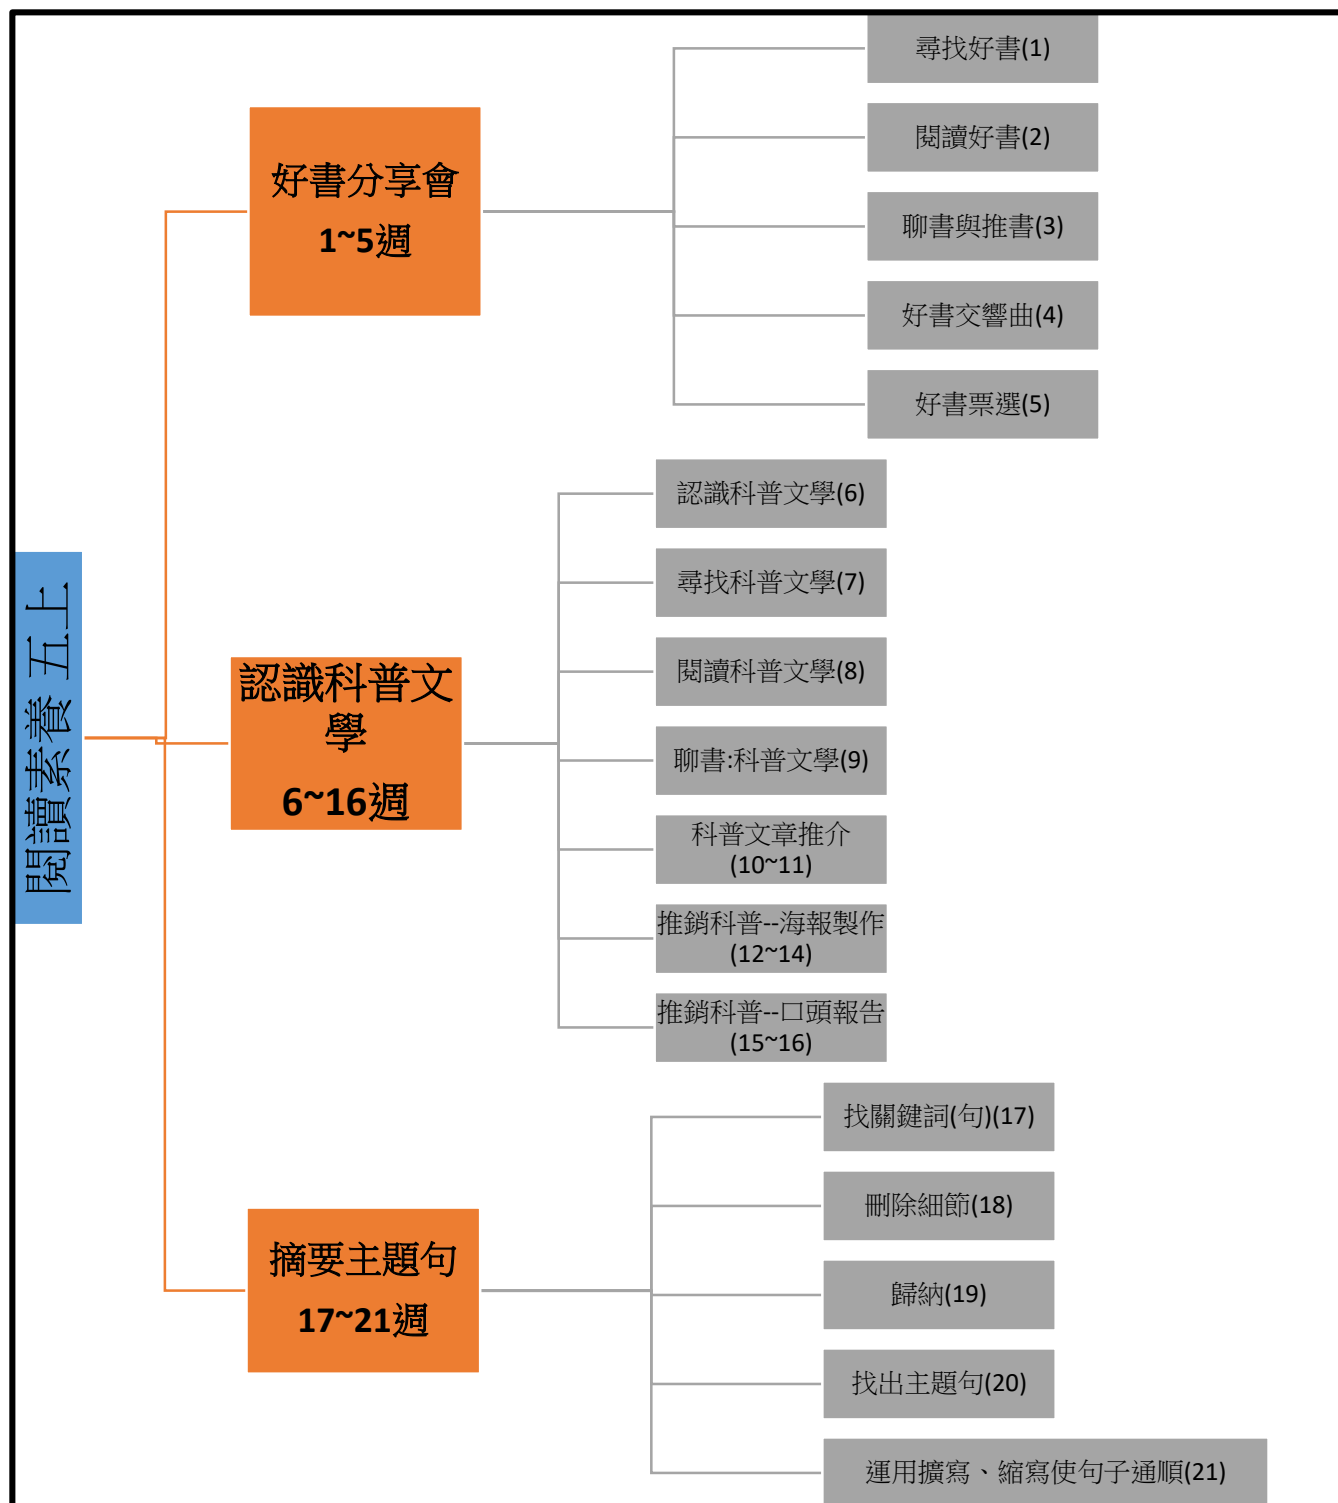 閱讀素養 五上
好書分享會
1~5週
尋找好書(1)
閱讀好書(2)
聊書與推書(3)
好書交響曲(4)
好書票選(5)
認識科普文
學
6~16週
認識科普文學(6)
尋找科普文學(7)
閱讀科普文學(8)
聊書:科普文學(9)
科普文章推介
(10~11)
推銷科普--海報製作
(12~14)
推銷科普--口頭報告
(15~16)
摘要主題句
17~21週
找關鍵詞(句)(17)
刪除細節(18)
歸納(19)
找出主題句(20)
運用擴寫、縮寫使句子通順(21)